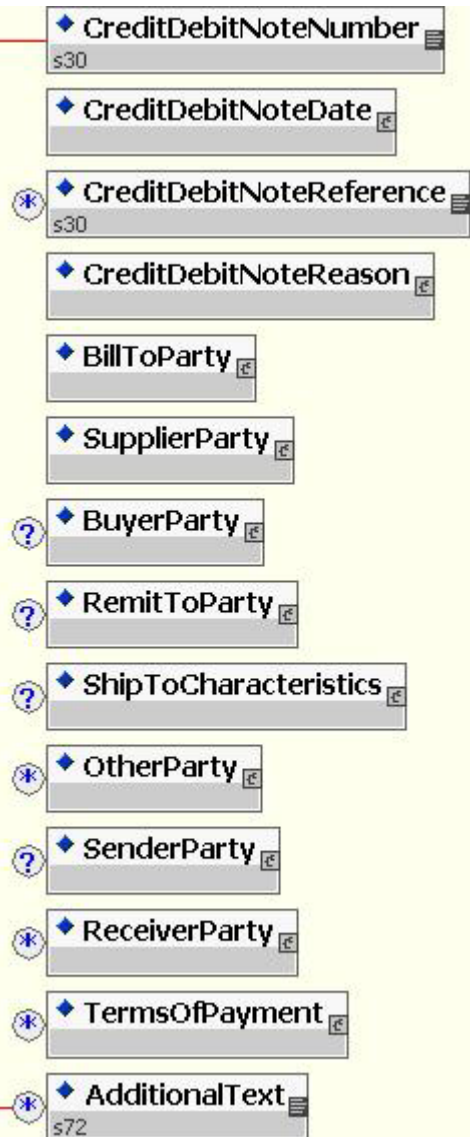 CreditDebitNoteNumber
s30
CreditDebitNoteDate
* CreditDebitNoteReference
s30
CreditDebitNoteReason
BillToParty
SupplierParty
? BuyerParty
? RemitToParty
? ShipToCharacteristics
* OtherParty
? SenderParty
* ReceiverParty
* TermsOfPayment
* AdditionalText
s72